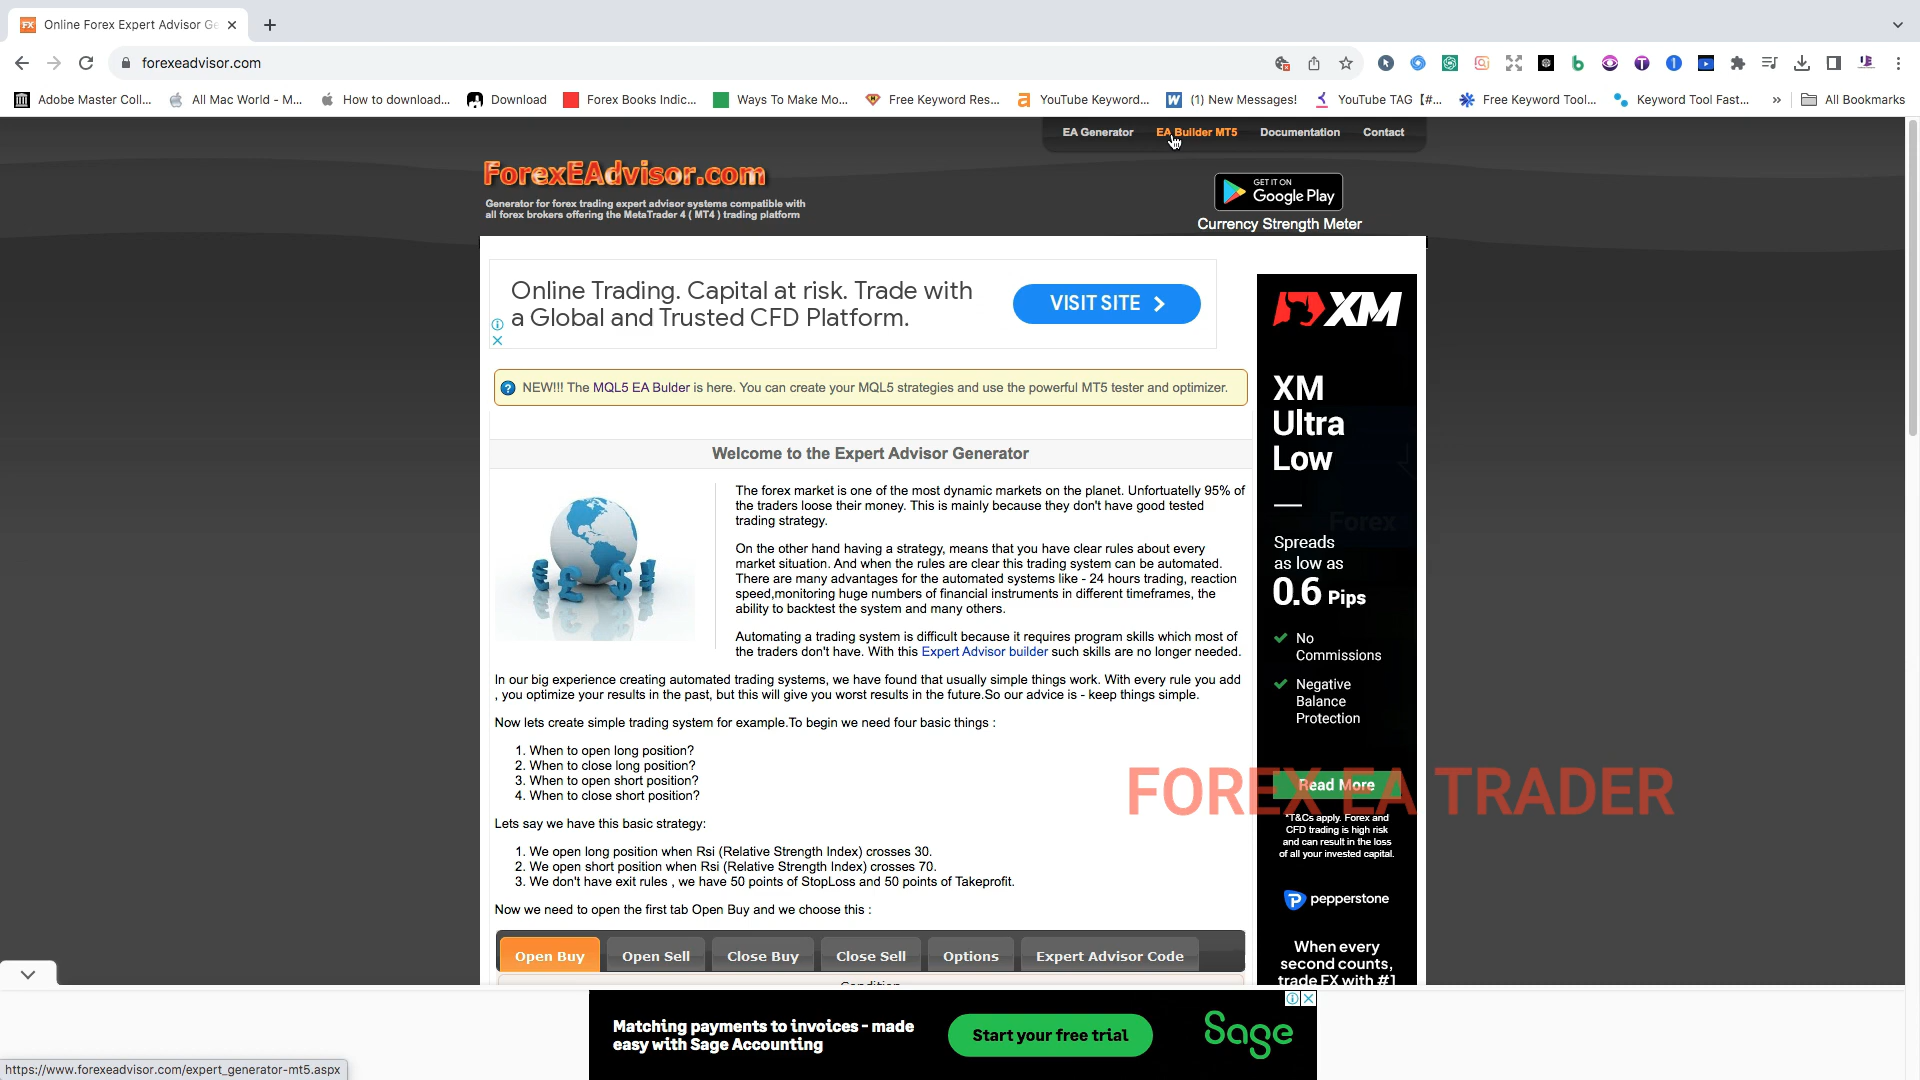 Online Forex Expert Advisor Ge
forexeadvisor.com
Adobe Master Coll...
All Mac World - M...
How to download...
Download
Forex Books Indic...
Ways To Make Mo...
Free Keyword Res...
YouTube Keyword...
(1) New Messages!
YouTube TAG [#...
Free Keyword Tool...
Keyword Tool Fast...
»
All Bookmarks
EA Generator
EA Builder MT5
Documentation
Contact
ForexEAdvisor.com
Generator for forex trading expert advisor systems compatible with
all forex brokers offering the MetaTrader 4 ( MT4 ) trading platform
GET IT ON
Google Play
Currency Strength Meter
Online Trading. Capital at risk. Trade with
a Global and Trusted CFD Platform.
VISIT SITE
NEW!!! The MQL5 EA Bulder is here. You can create your MQL5 strategies and use the powerful MT5 tester and optimizer.
Welcome to the Expert Advisor Generator
The forex market is one of the most dynamic markets on the planet. Unfortuatelly 95% of
the traders loose their money. This is mainly because they don't have good tested
trading strategy.
On the other hand having a strategy, means that you have clear rules about every
market situation. And when the rules are clear this trading system can be automated.
There are many advantages for the automated systems like - 24 hours trading, reaction
speed,monitoring huge numbers of financial instruments in different timeframes, the
ability to backtest the system and many others.
Automating a trading system is difficult because it requires program skills which most of
the traders don't have. With this Expert Advisor builder such skills are no longer needed.
In our big experience creating automated trading systems, we have found that usually simple things work. With every rule you add
, you optimize your results in the past, but this will give you worst results in the future.So our advice is - keep things simple.
Now lets create simple trading system for example.To begin we need four basic things :
1. When to open long position?
2. When to close long position?
3. When to open short position?
4. When to close short position?
Lets say we have this basic strategy:
1. We open long position when Rsi (Relative Strength Index) crosses 30.
2. We open short position when Rsi (Relative Strength Index) crosses 70.
3. We don't have exit rules , we have 50 points of StopLoss and 50 points of Takeprofit.
Now we need to open the first tab Open Buy and we choose this :
Open Buy
Open Sell
Close Buy
Close Sell
Options
Expert Advisor Code
Condition
XM
XM
Ultra
Low
Forex
Spreads
as low as
0.6 Pips
No
Commissions
Negative
Balance
Protection
Read More
*T&Cs apply. Forex and
CFD trading is high risk
and can result in the loss
of all your invested capital.
pepperstone
When every
second counts,
trade FX with #1
FOREX EA TRADER
Matching payments to invoices - made
easy with Sage Accounting
Start your free trial
Sage
https://www.forexeadvisor.com/expert_generator-mt5.aspx